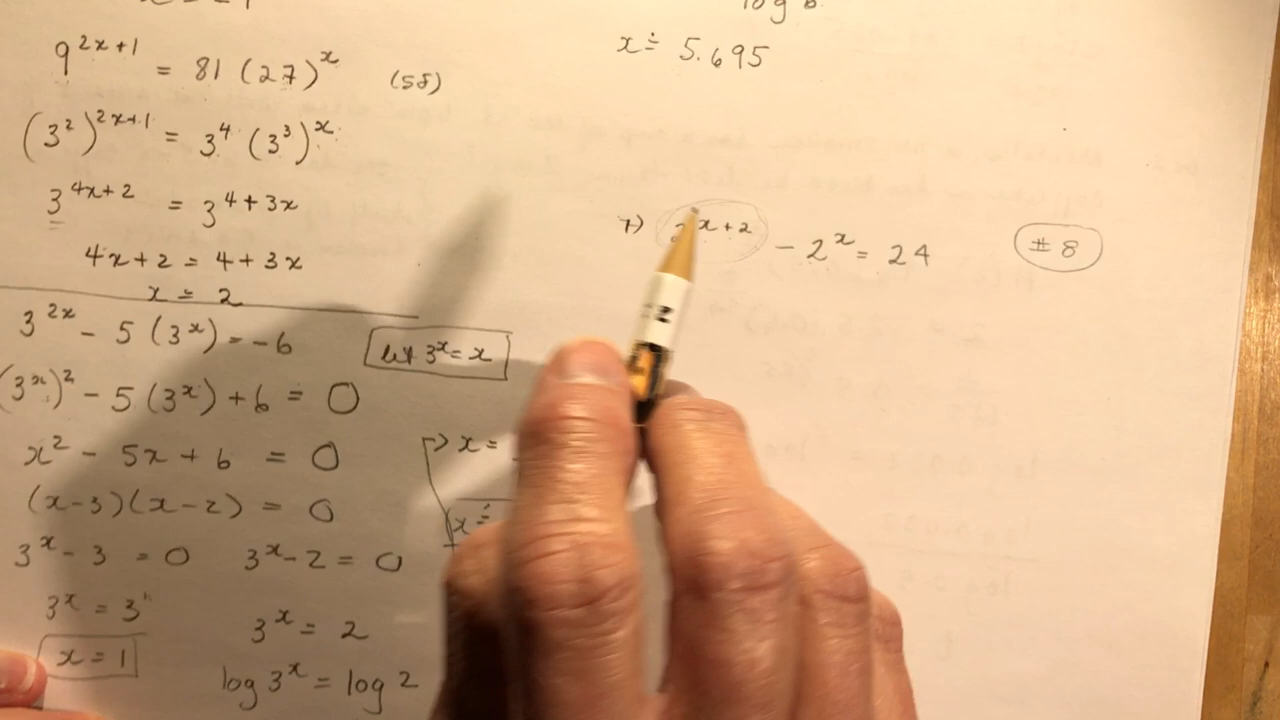 9^{2x+1} = 81 (27)^x (5б)
(3^2)^{2x+1} = 3^4 (3^3)^x
3^{4x+2} = 3^{4+3x}
4x+2 = 4+3x
x = 2
3^{2x} - 5 (3^x) = -6
let 3^x = x
(3^x)^2 - 5 (3^x) + 6 = 0
x^2 - 5x + 6 = 0
(x-3)(x-2) = 0
3^x - 3 = 0 3^x - 2 = 0
3^x = 3^1
x = 1
3^x = 2
log 3^x = log 2
x =
x ≐
log 6
x ≐ 5.695
7) 2^{x+2} - 2^x = 24 # 8